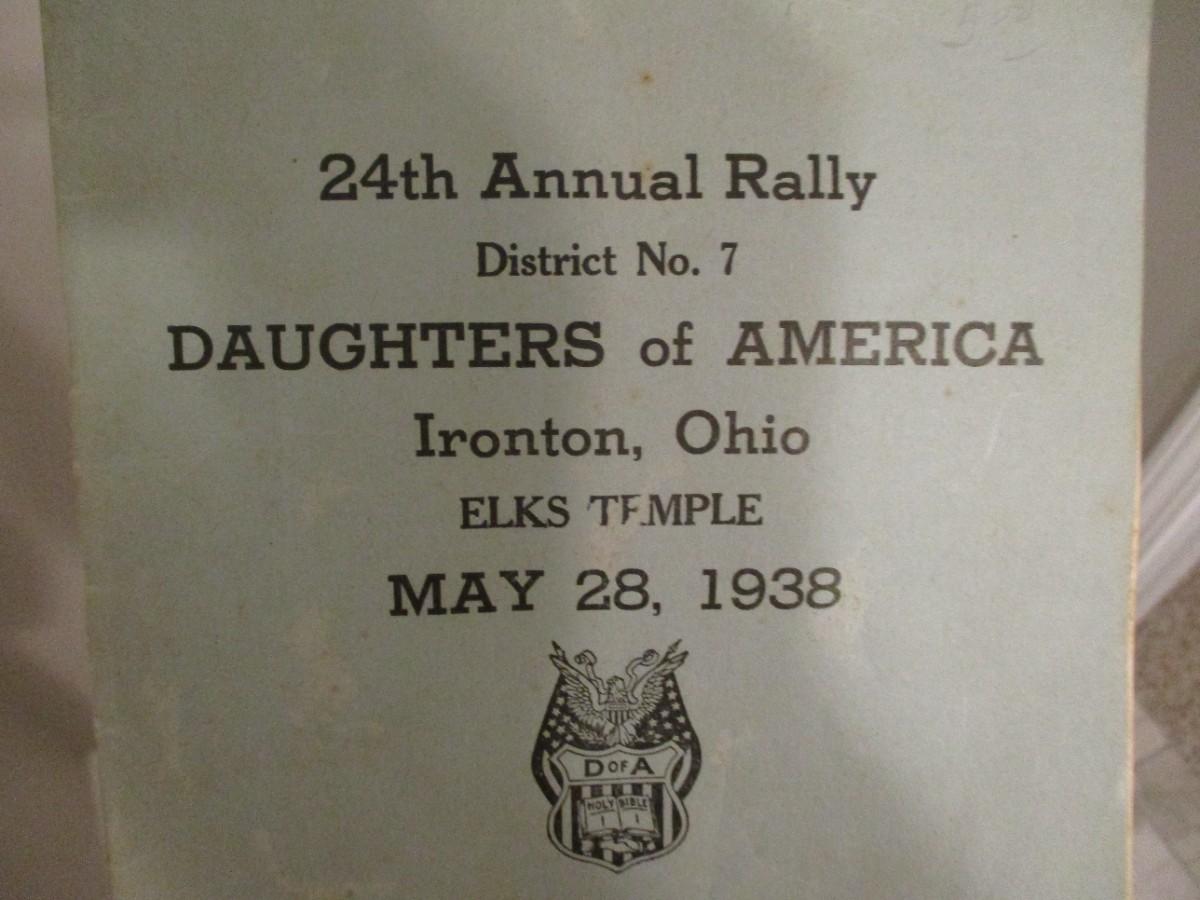 24th Annual Rally
District No. 7
DAUGHTERS of AMERICA
Ironton, Ohio
ELKS TEMPLE
MAY 28, 1938
D OF A
HOLY BIBLE